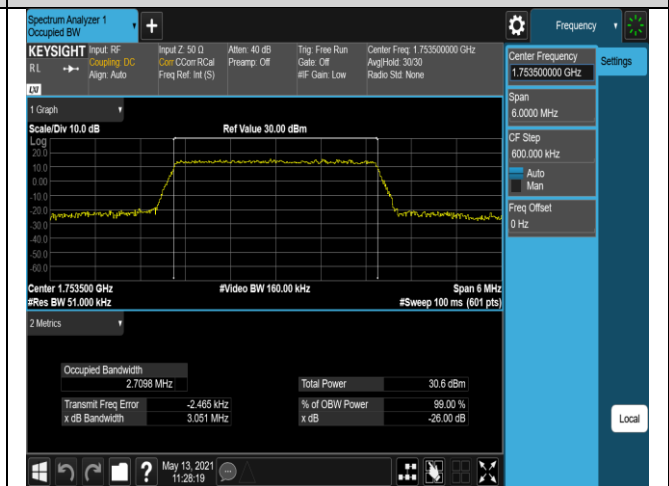 Spectrum Analyzer 1
Occupied BW
+
Frequency
KEYSIGHT
RL
LXI
Input: RF
Coupling: DC
Align: Auto
Input Z: 50 Ω
Corr CCorr RCal
Freq Ref: Int (S)
Atten: 40 dB
Preamp: Off
Trig: Free Run
Gate: Off
#IF Gain: Low
Center Freq: 1.753500000 GHz
Avg|Hold: 30/30
Radio Std: None
Center Frequency
1.753500000 GHz
Settings
Span
6.0000 MHz
CF Step
600.000 kHz
Auto
Man
Freq Offset
0 Hz
Local
1 Graph
Scale/Div 10.0 dB
Ref Value 30.00 dBm
Log
20.0
10.0
0.00
-10.0
-20.0
-30.0
-40.0
-50.0
-60.0
Center 1.753500 GHz
#Video BW 160.00 kHz
Span 6 MHz
#Res BW 51.000 kHz
#Sweep 100 ms (601 pts)
2 Metrics
Occupied Bandwidth
2.7098 MHz
Total Power 30.6 dBm
Transmit Freq Error -2.465 kHz
% of OBW Power 99.00 %
x dB Bandwidth 3.051 MHz
x dB -26.00 dB
?
May 13, 2021
11:28:19